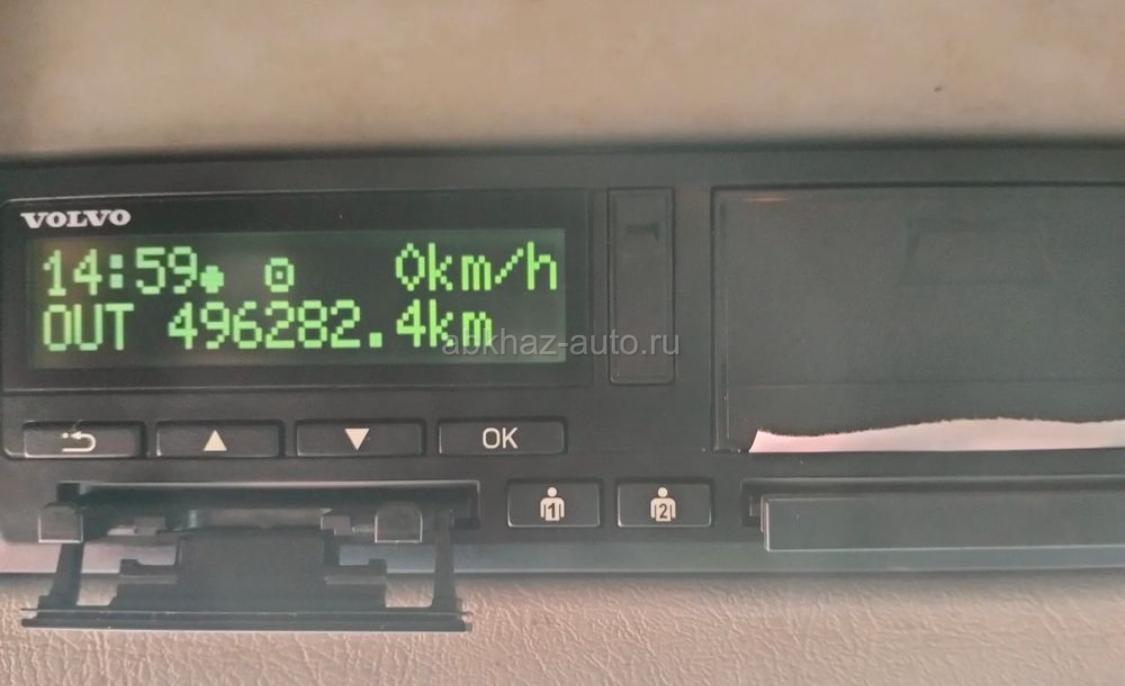 VOLVO
14:59 0km/h
OUT 496282.4km
abkhaz-auto.ru
OK
1 2